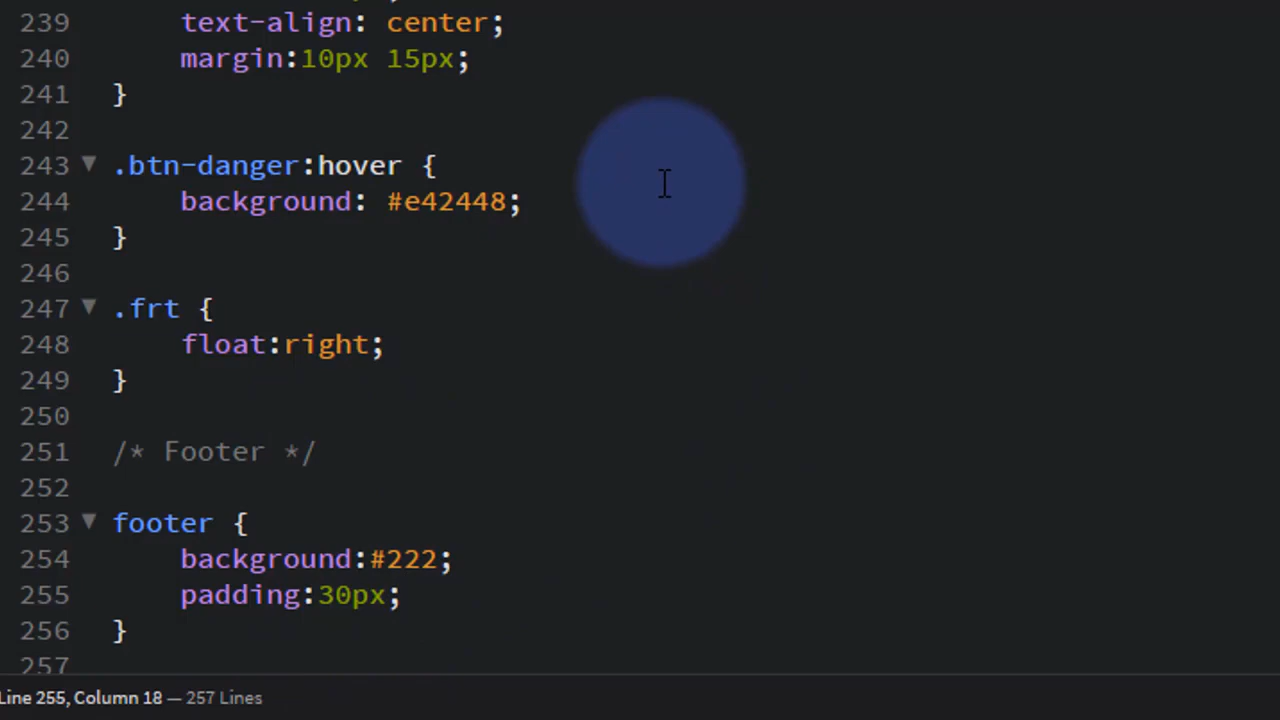 239 text-align: center;
240 margin:10px 15px;
241 }
242
243 ▼ .btn-danger:hover {
244 background: #e42448;
245 }
246
247 ▼ .frt {
248 float:right;
249 }
250
251 /* Footer */
252
253 ▼ footer {
254 background:#222;
255 padding:30px;
256 }
257
Line 255, Column 18 — 257 Lines